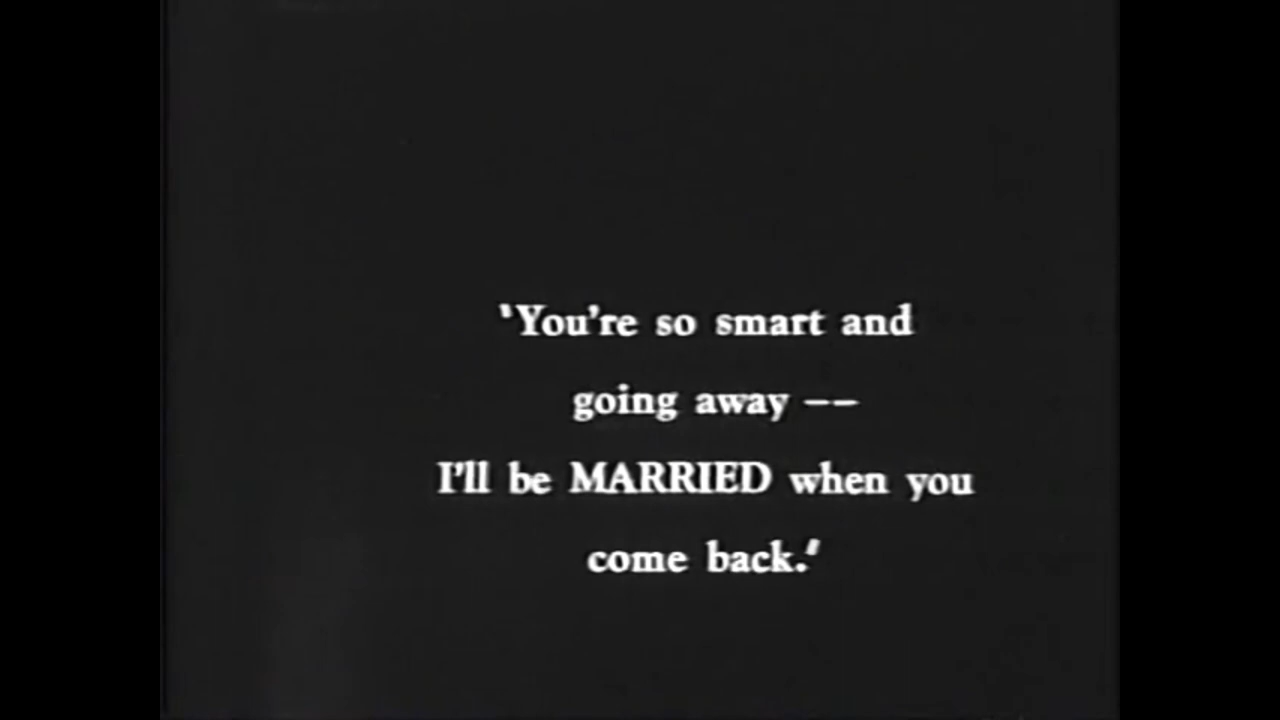 'You're so smart and
going away --
I'll be MARRIED when you
come back.'